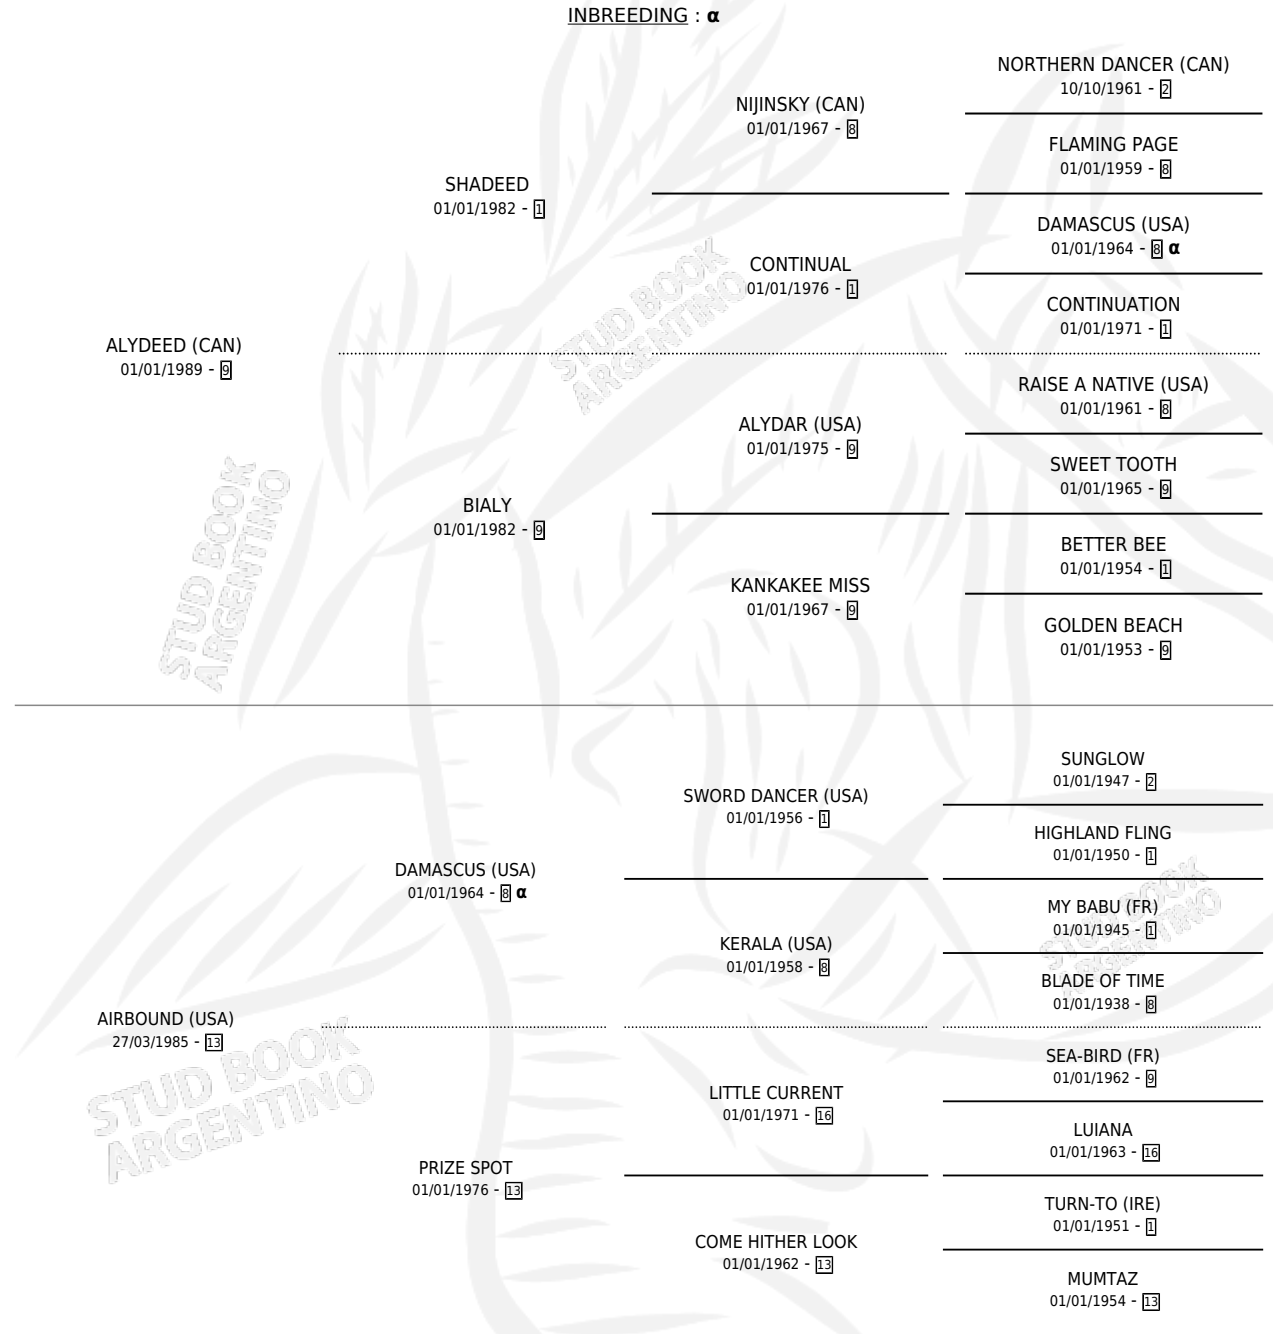 INBREEDING : α
NORTHERN DANCER (CAN)
10/10/1961 - 2
NIJINSKY (CAN)
01/01/1967 - 8
FLAMING PAGE
01/01/1959 - 8
SHADEED
01/01/1982 - 1
DAMASCUS (USA)
01/01/1964 - 8 α
CONTINUAL
01/01/1976 - 1
CONTINUATION
01/01/1971 - 1
ALYDEED (CAN)
01/01/1989 - 9
RAISE A NATIVE (USA)
01/01/1961 - 8
ALYDAR (USA)
01/01/1975 - 9
SWEET TOOTH
01/01/1965 - 9
BIALY
01/01/1982 - 9
BETTER BEE
01/01/1954 - 1
KANKAKEE MISS
01/01/1967 - 9
GOLDEN BEACH
01/01/1953 - 9
SUNGLOW
01/01/1947 - 2
SWORD DANCER (USA)
01/01/1956 - 1
HIGHLAND FLING
01/01/1950 - 1
DAMASCUS (USA)
01/01/1964 - 8 α
MY BABU (FR)
01/01/1945 - 1
KERALA (USA)
01/01/1958 - 8
BLADE OF TIME
01/01/1938 - 8
AIRBOUND (USA)
27/03/1985 - 13
SEA-BIRD (FR)
01/01/1962 - 9
LITTLE CURRENT
01/01/1971 - 16
LUIANA
01/01/1963 - 16
PRIZE SPOT
01/01/1976 - 13
TURN-TO (IRE)
01/01/1951 - 1
COME HITHER LOOK
01/01/1962 - 13
MUMTAZ
01/01/1954 - 13
STUD BOOK
ARGENTINO
STUD BOOK
ARGENTINO
STUD BOOK
ARGENTINO
STUD BOOK
ARGENTINO